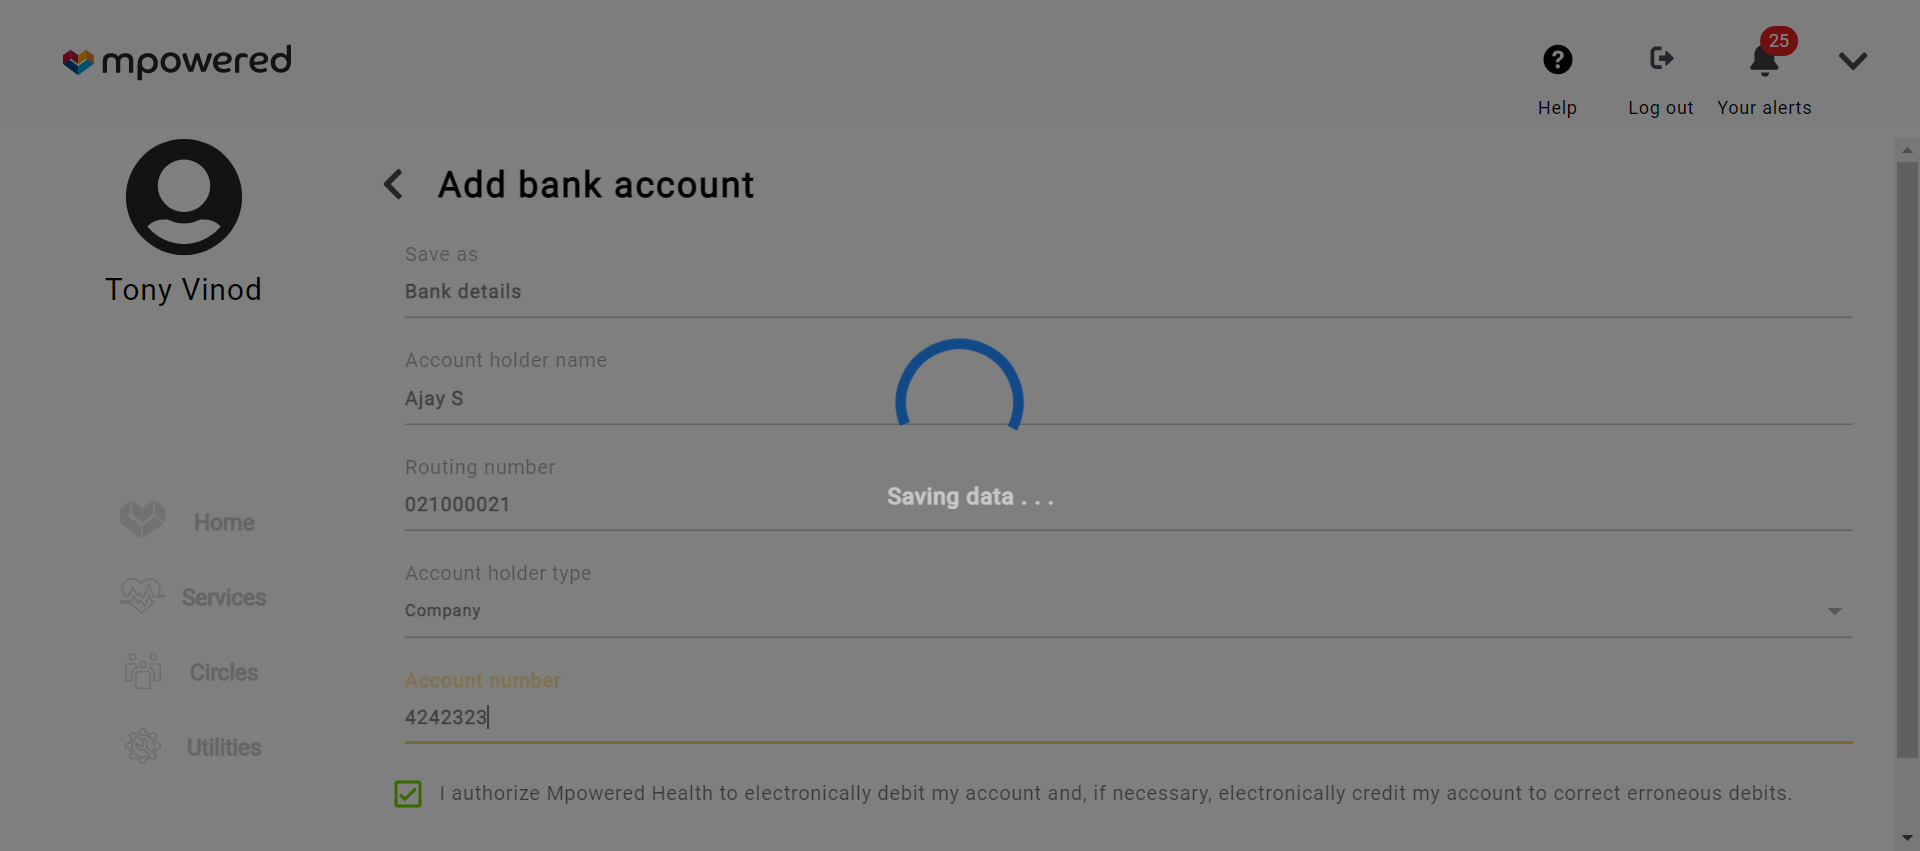 mpowered
25
Help
Log out
Your alerts
Tony Vinod
Add bank account
Save as
Bank details
Account holder name
Ajay S
Routing number
021000021
Saving data . . .
Account holder type
Company
Account number
4242323
I authorize Mpowered Health to electronically debit my account and, if necessary, electronically credit my account to correct erroneous debits.
Home
Services
Circles
Utilities